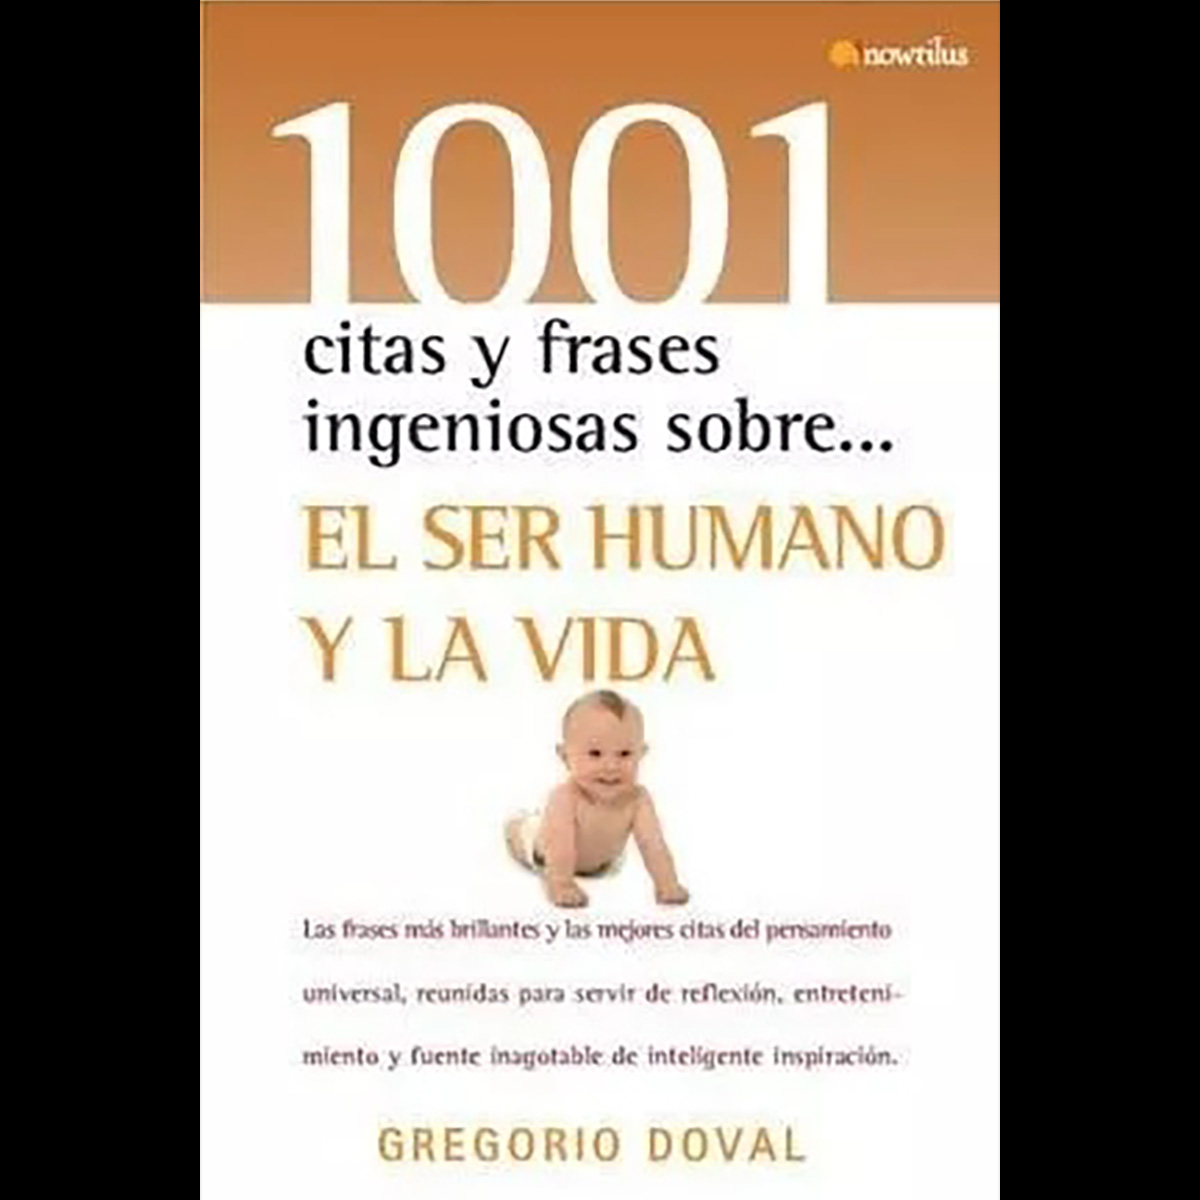 nowtilus
1001
citas y frases
ingeniosas sobre...
EL SER HUMANO
Y LA VIDA
Las frases más brillantes y las mejores citas del pensamiento
universal, reunidas para servir de reflexión, entreteni-
miento y fuente inagotable de inteligente inspiración.
GREGORIO DOVAL